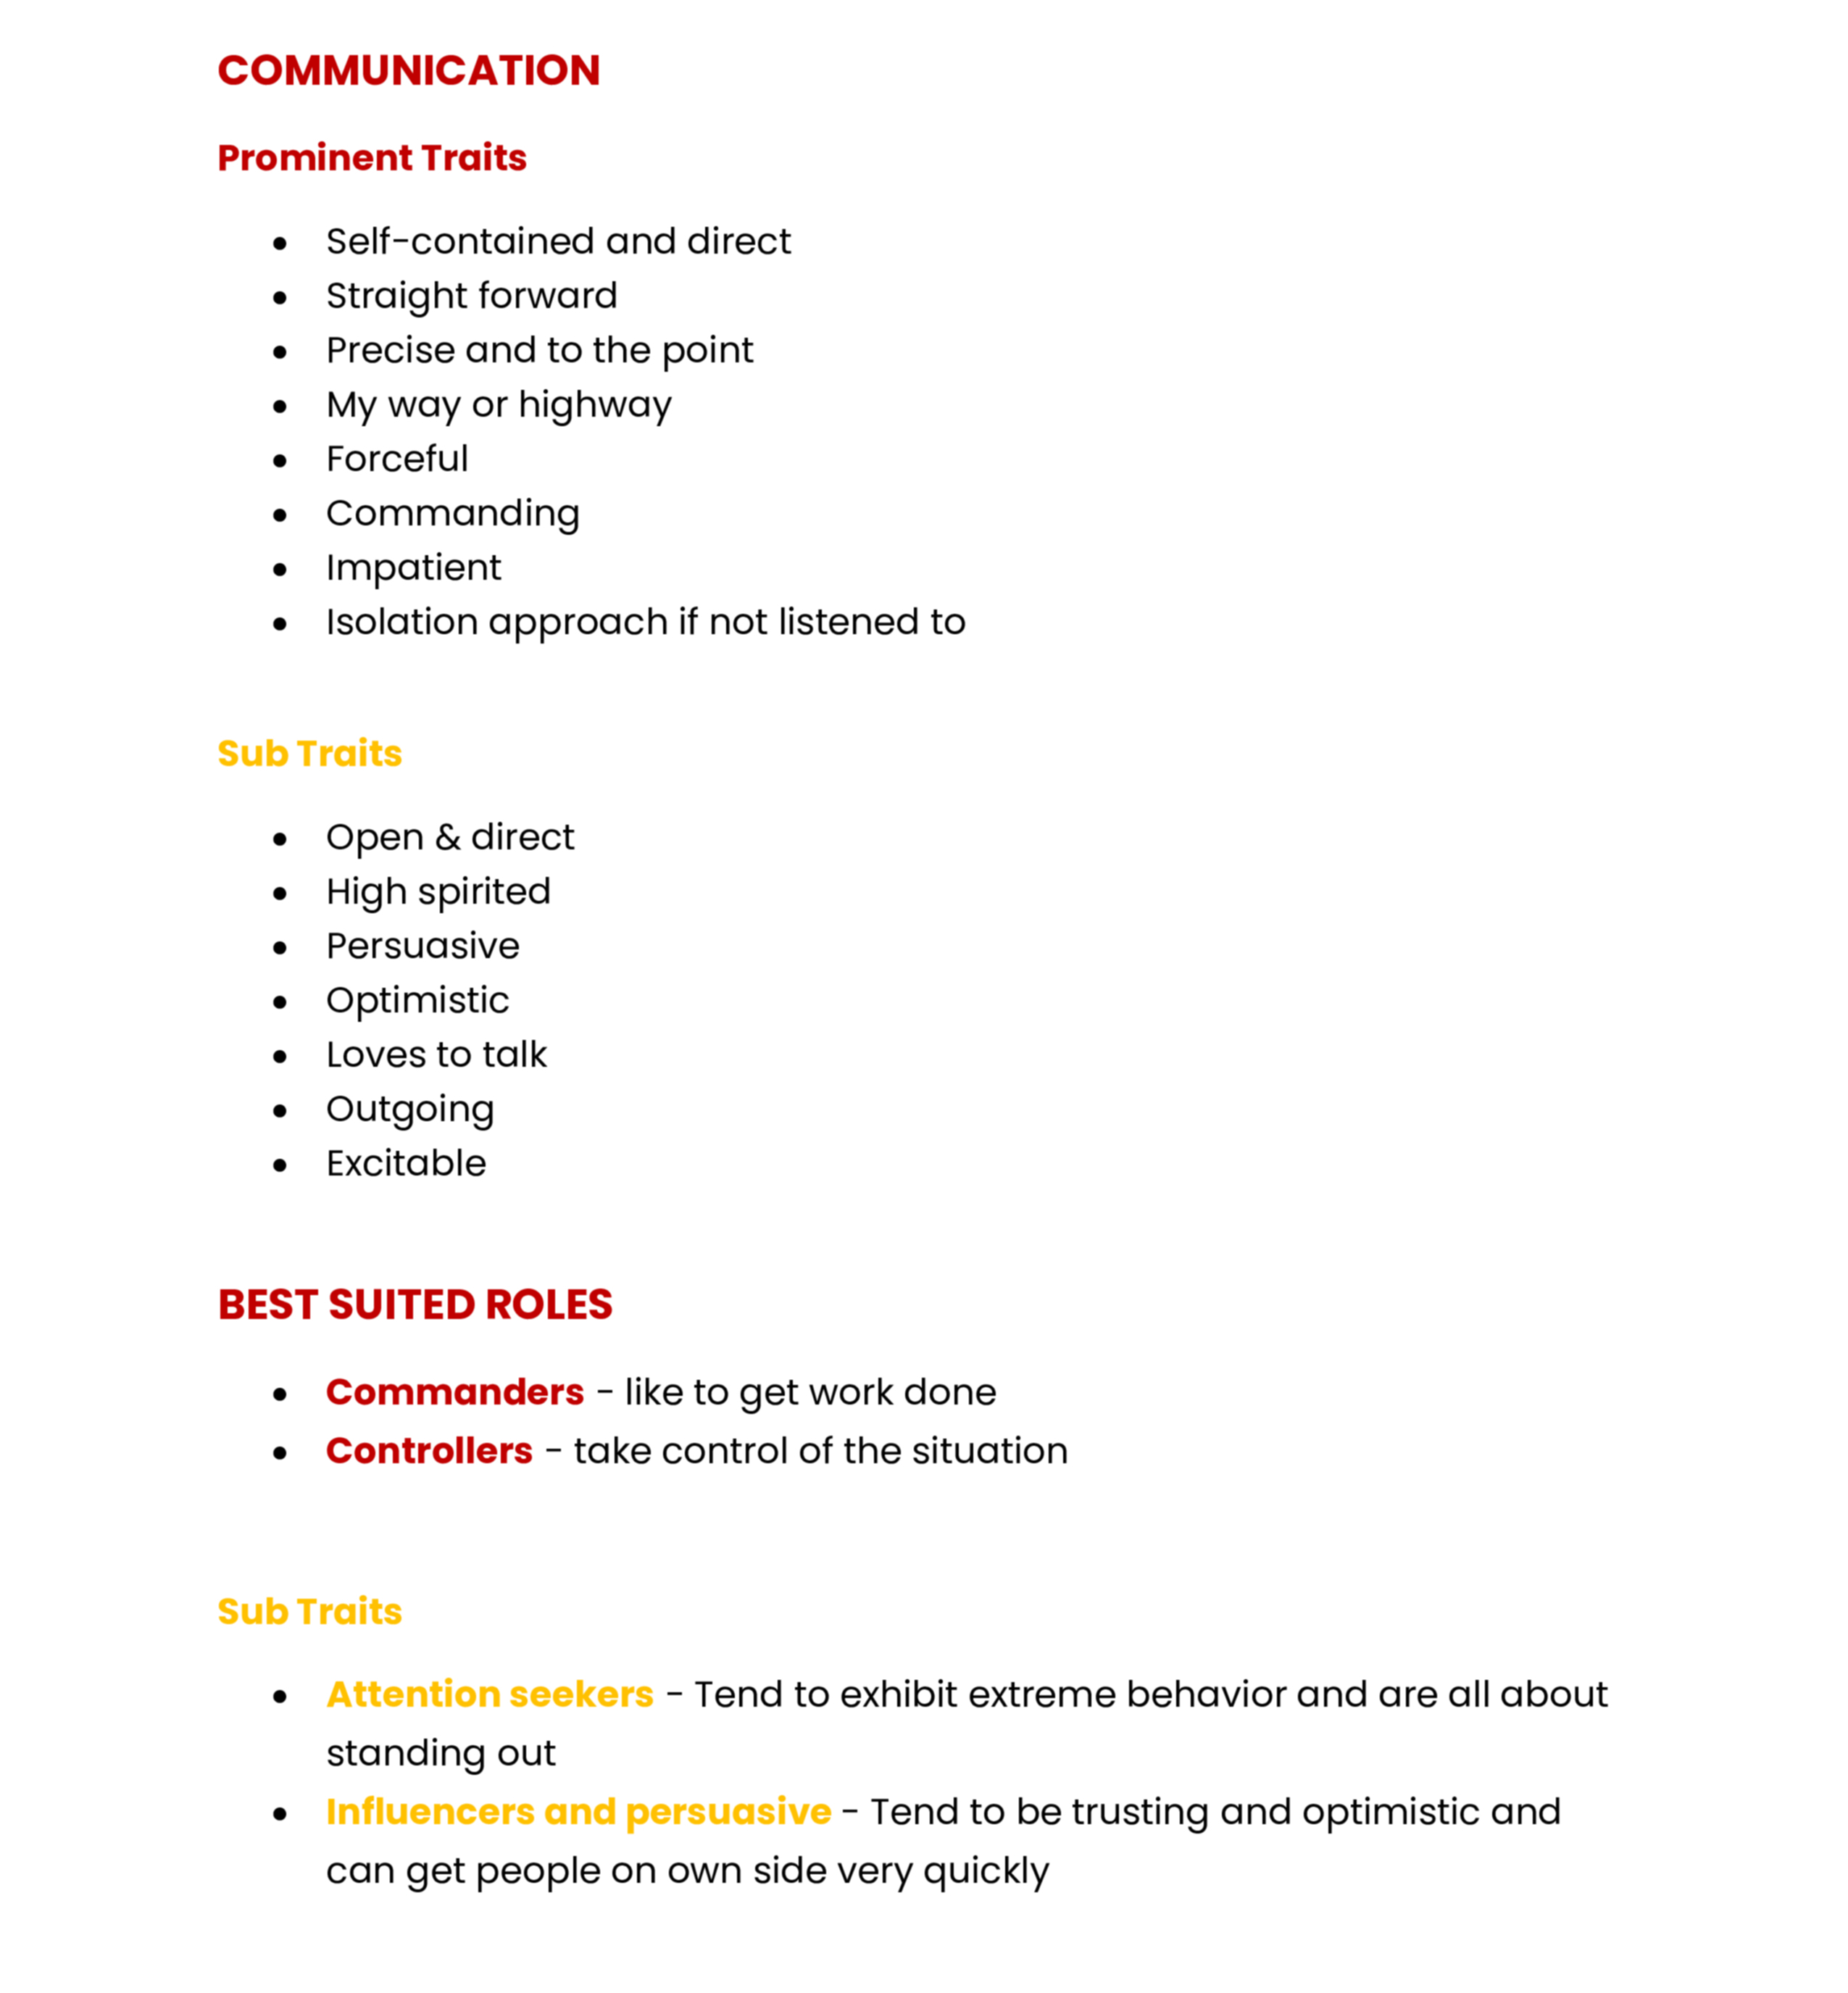 COMMUNICATION
Prominent Traits
● Self-contained and direct
● Straight forward
● Precise and to the point
● My way or highway
● Forceful
● Commanding
● Impatient
● Isolation approach if not listened to
Sub Traits
● Open & direct
● High spirited
● Persuasive
● Optimistic
● Loves to talk
● Outgoing
● Excitable
BEST SUITED ROLES
● Commanders - like to get work done
● Controllers - take control of the situation
Sub Traits
● Attention seekers - Tend to exhibit extreme behavior and are all about
standing out
● Influencers and persuasive - Tend to be trusting and optimistic and
can get people on own side very quickly